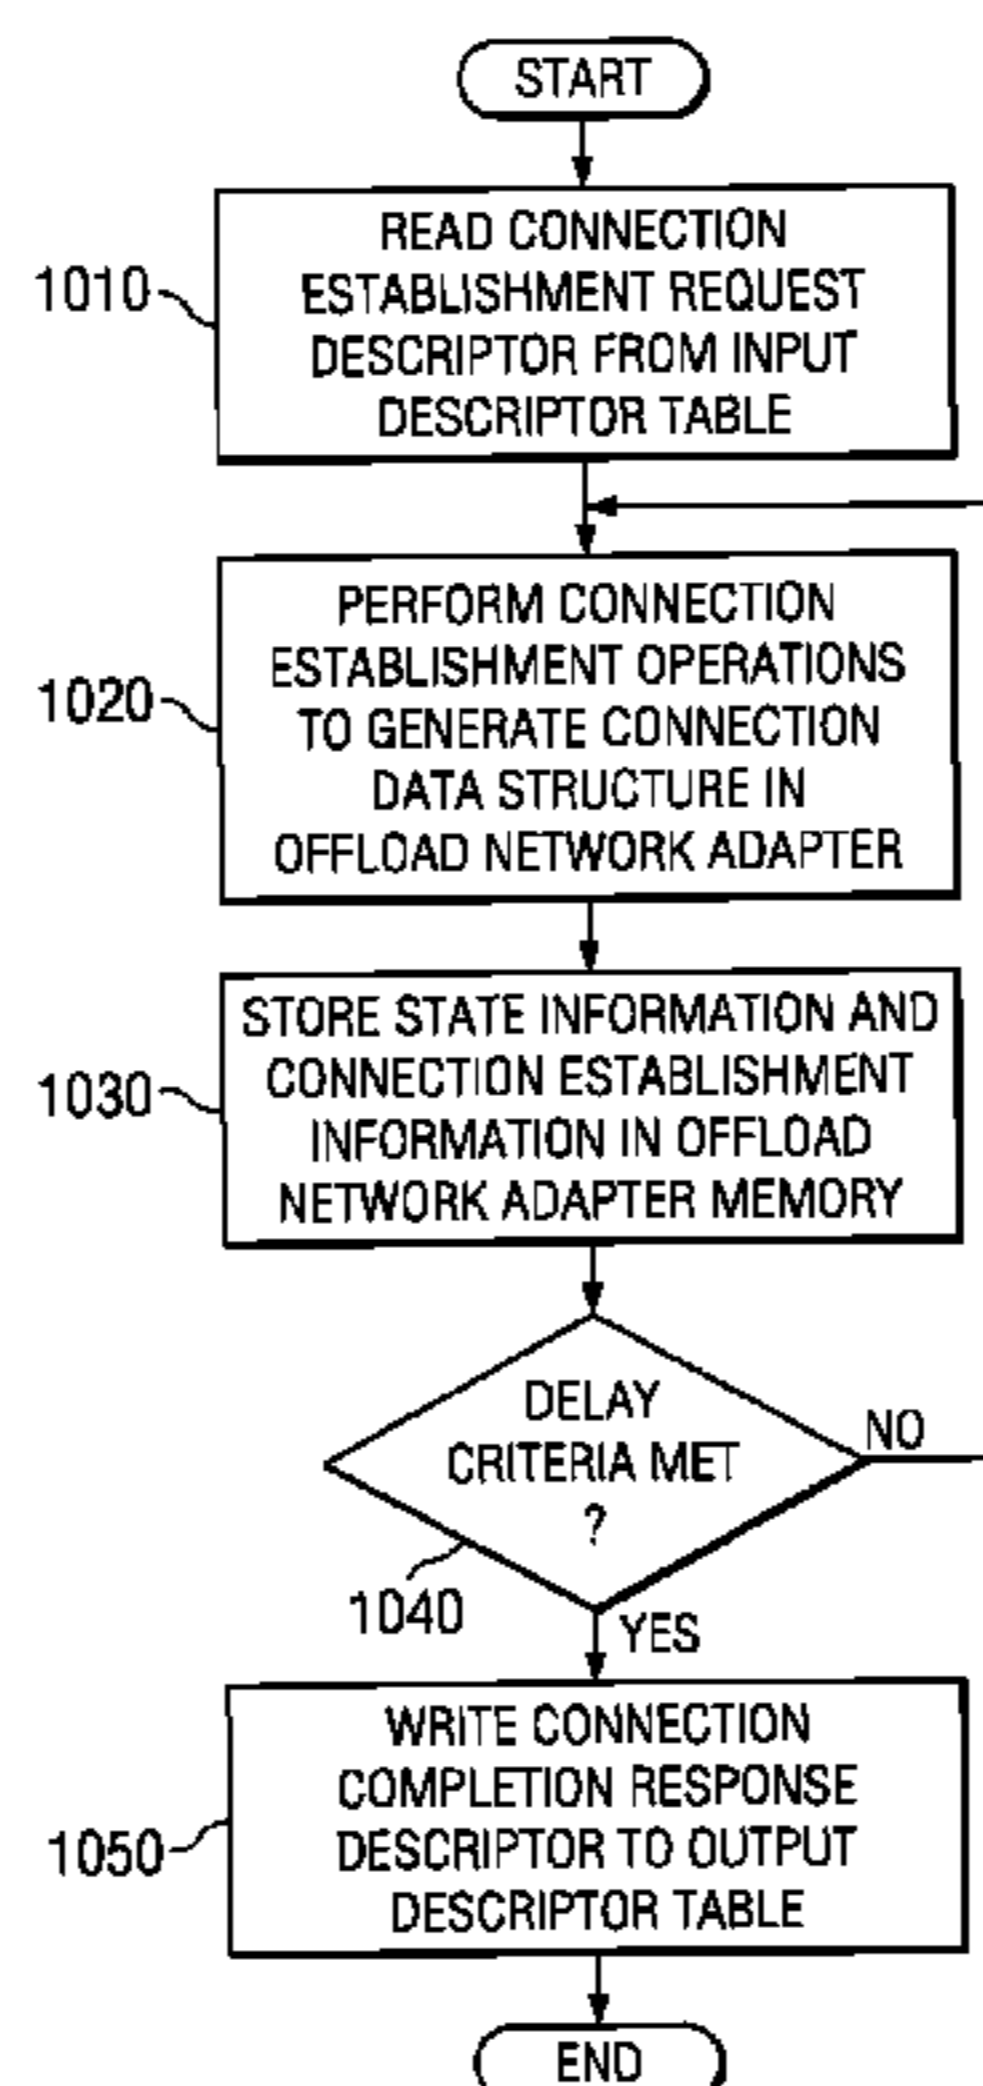 START
1010
READ CONNECTION
ESTABLISHMENT REQUEST
DESCRIPTOR FROM INPUT
DESCRIPTOR TABLE
1020
PERFORM CONNECTION
ESTABLISHMENT OPERATIONS
TO GENERATE CONNECTION
DATA STRUCTURE IN
OFFLOAD NETWORK ADAPTER
1030
STORE STATE INFORMATION AND
CONNECTION ESTABLISHMENT
INFORMATION IN OFFLOAD
NETWORK ADAPTER MEMORY
DELAY
CRITERIA MET
?
NO
1040
YES
1050
WRITE CONNECTION
COMPLETION RESPONSE
DESCRIPTOR TO OUTPUT
DESCRIPTOR TABLE
END